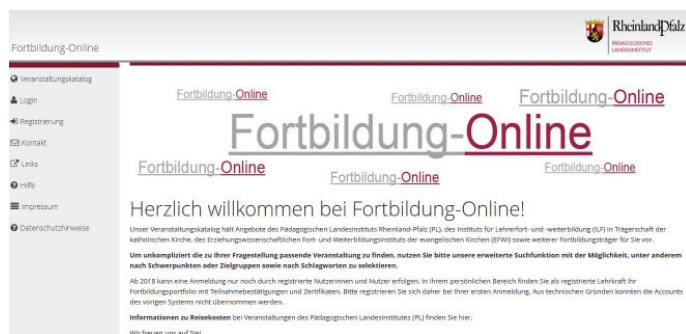 RheinlandPfalz
PÄDAGOGISCHES
LANDESINSTITUT
Fortbildung-Online
Veranstaltungskatalog
Login
Registrierung
Kontakt
Links
Hilfe
Impressum
Datenschutzhinweise
Fortbildung-Online
Fortbildung-Online
Fortbildung-Online
Fortbildung-Online
Fortbildung-Online
Fortbildung-Online
Fortbildung-Online
Herzlich willkommen bei Fortbildung-Online!
Unser Veranstaltungskatalog hält Angebote des Pädagogischen Landesinstituts Rheinland-Pfalz (PL), des Instituts für Lehrerfort- und -weiterbildung (ILF) in Trägerschaft der
katholischen Kirche, des Erziehungswissenschaftlichen Fort- und Weiterbildungsinstituts der evangelischen Kirchen (EFWI) sowie weiterer Fortbildungsträger für Sie vor.
Um unkompliziert die zu Ihrer Fragestellung passende Veranstaltung zu finden, nutzen Sie bitte unsere erweiterte Suchfunktion mit der Möglichkeit, unter anderem
nach Schwerpunkten oder Zielgruppen sowie nach Schlagworten zu selektieren.
Ab 2018 kann eine Anmeldung nur noch durch registrierte Nutzerinnen und Nutzer erfolgen. In Ihrem persönlichen Bereich finden Sie als registrierte Lehrkraft Ihr
Fortbildungsportfolio mit Teilnahmebestätigungen und Zertifikaten. Bitte registrieren Sie sich daher bei Ihrer ersten Anmeldung. Aus technischen Gründen konnten die Accounts
des vorigen Systems nicht übernommen werden.
Informationen zu Reisekosten bei Veranstaltungen des Pädagogischen Landesinstitutes (PL) finden Sie hier.
Wir freuen uns auf Sie!